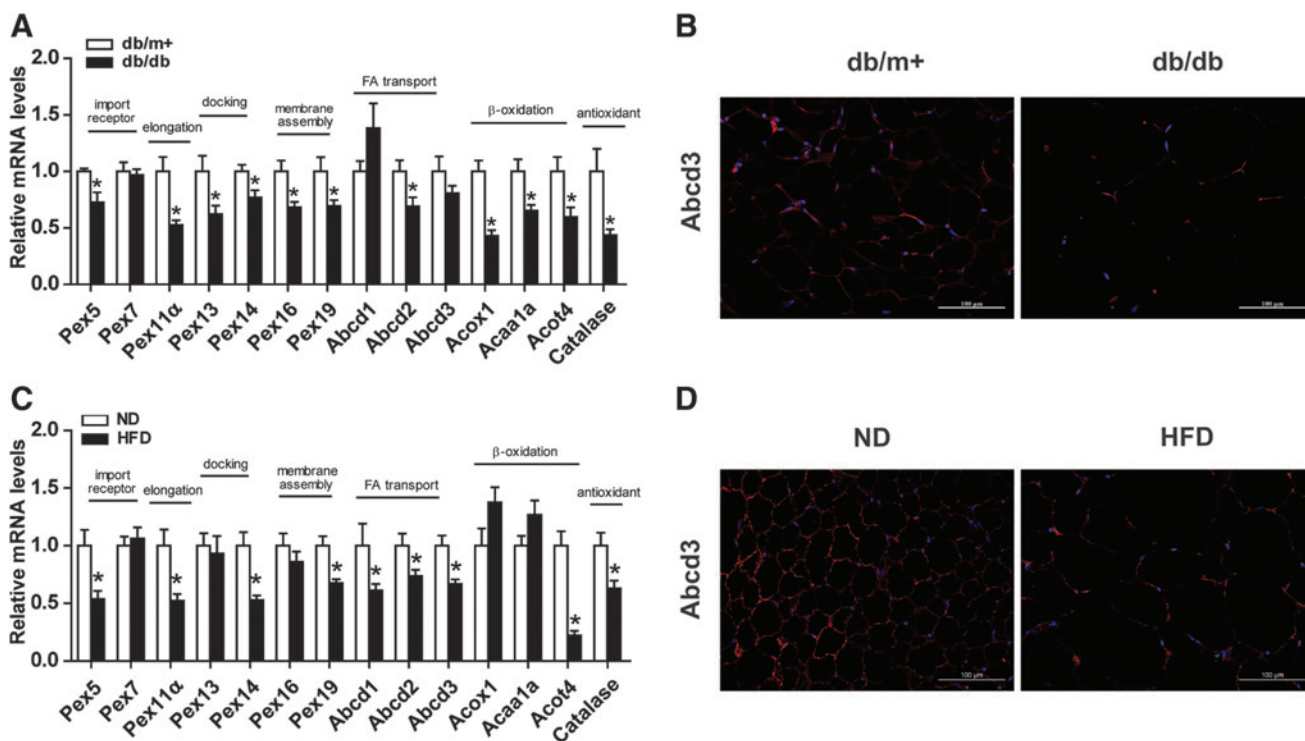 A
db/m+
db/db
Relative mRNA levels
2.0
1.5
1.0
0.5
0.0
import
receptor
elongation
docking
membrane
assembly
FA transport
β-oxidation
antioxidant
*
*
*
*
*
*
*
*
*
*
*
Pex5
Pex7
Pex11α
Pex13
Pex14
Pex16
Pex19
Abcd1
Abcd2
Abcd3
Acox1
Acaa1a
Acot4
Catalase
B
db/m+
db/db
Abcd3
100 µm
100 µm
C
ND
HFD
Relative mRNA levels
2.0
1.5
1.0
0.5
0.0
import
receptor
elongation
docking
membrane
assembly
FA transport
β-oxidation
antioxidant
*
*
*
*
*
*
*
*
*
Pex5
Pex7
Pex11α
Pex13
Pex14
Pex16
Pex19
Abcd1
Abcd2
Abcd3
Acox1
Acaa1a
Acot4
Catalase
D
ND
HFD
Abcd3
100 µm
100 µm